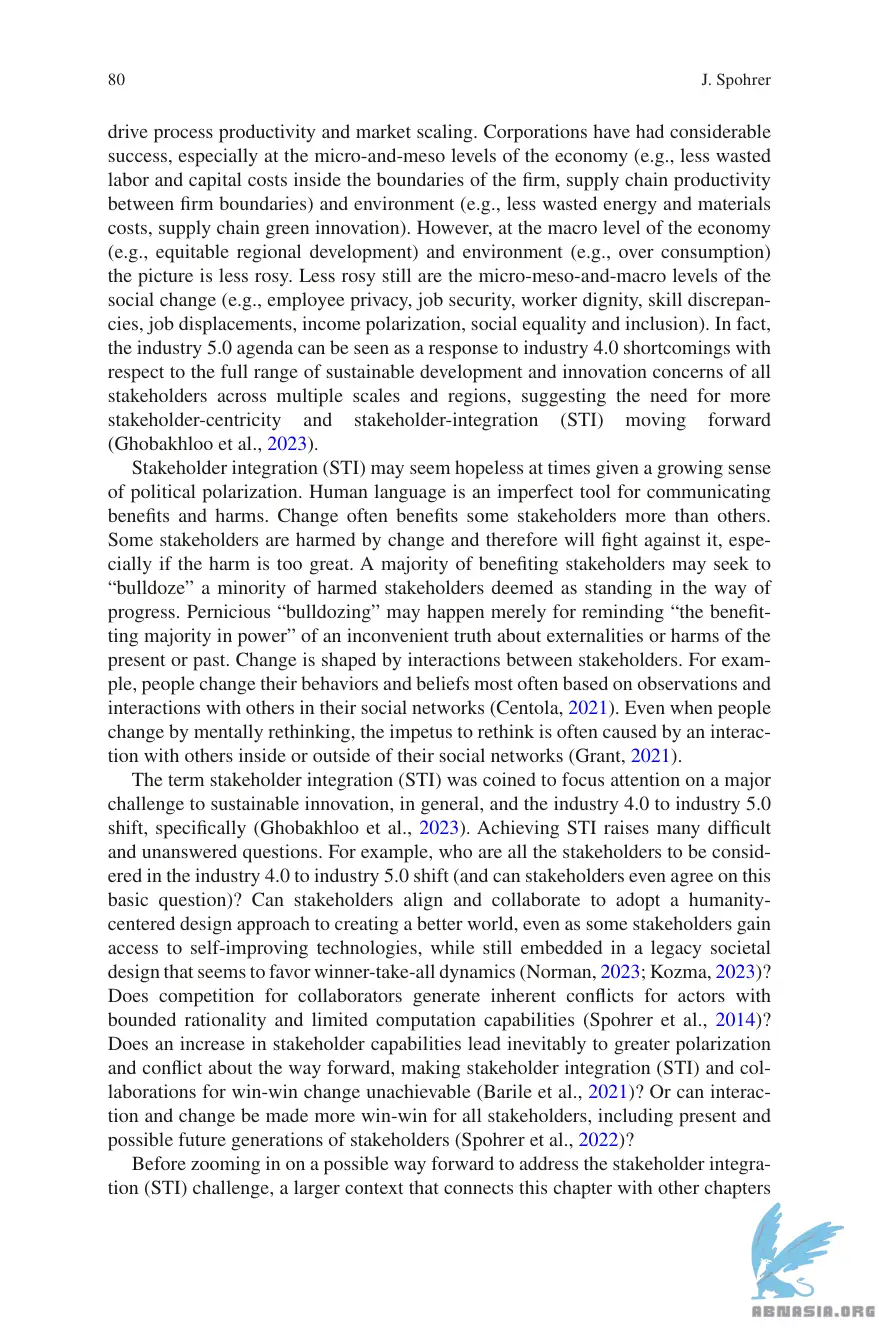 80
J. Spohrer
drive process productivity and market scaling. Corporations have had considerable
success, especially at the micro-and-meso levels of the economy (e.g., less wasted
labor and capital costs inside the boundaries of the firm, supply chain productivity
between firm boundaries) and environment (e.g., less wasted energy and materials
costs, supply chain green innovation). However, at the macro level of the economy
(e.g., equitable regional development) and environment (e.g., over consumption)
the picture is less rosy. Less rosy still are the micro-meso-and-macro levels of the
social change (e.g., employee privacy, job security, worker dignity, skill discrepan-
cies, job displacements, income polarization, social equality and inclusion). In fact,
the industry 5.0 agenda can be seen as a response to industry 4.0 shortcomings with
respect to the full range of sustainable development and innovation concerns of all
stakeholders across multiple scales and regions, suggesting the need for more
stakeholder-centricity and stakeholder-integration (STI) moving forward
(Ghobakhloo et al., 2023).
Stakeholder integration (STI) may seem hopeless at times given a growing sense
of political polarization. Human language is an imperfect tool for communicating
benefits and harms. Change often benefits some stakeholders more than others.
Some stakeholders are harmed by change and therefore will fight against it, espe-
cially if the harm is too great. A majority of benefiting stakeholders may seek to
“bulldoze” a minority of harmed stakeholders deemed as standing in the way of
progress. Pernicious “bulldozing” may happen merely for reminding “the benefit-
ting majority in power” of an inconvenient truth about externalities or harms of the
present or past. Change is shaped by interactions between stakeholders. For exam-
ple, people change their behaviors and beliefs most often based on observations and
interactions with others in their social networks (Centola, 2021). Even when people
change by mentally rethinking, the impetus to rethink is often caused by an interac-
tion with others inside or outside of their social networks (Grant, 2021).
The term stakeholder integration (STI) was coined to focus attention on a major
challenge to sustainable innovation, in general, and the industry 4.0 to industry 5.0
shift, specifically (Ghobakhloo et al., 2023). Achieving STI raises many difficult
and unanswered questions. For example, who are all the stakeholders to be consid-
ered in the industry 4.0 to industry 5.0 shift (and can stakeholders even agree on this
basic question)? Can stakeholders align and collaborate to adopt a humanity-
centered design approach to creating a better world, even as some stakeholders gain
access to self-improving technologies, while still embedded in a legacy societal
design that seems to favor winner-take-all dynamics (Norman, 2023; Kozma, 2023)?
Does competition for collaborators generate inherent conflicts for actors with
bounded rationality and limited computation capabilities (Spohrer et al., 2014)?
Does an increase in stakeholder capabilities lead inevitably to greater polarization
and conflict about the way forward, making stakeholder integration (STI) and col-
laborations for win-win change unachievable (Barile et al., 2021)? Or can interac-
tion and change be made more win-win for all stakeholders, including present and
possible future generations of stakeholders (Spohrer et al., 2022)?
Before zooming in on a possible way forward to address the stakeholder integra-
tion (STI) challenge, a larger context that connects this chapter with other chapters
ABNASIA.ORG